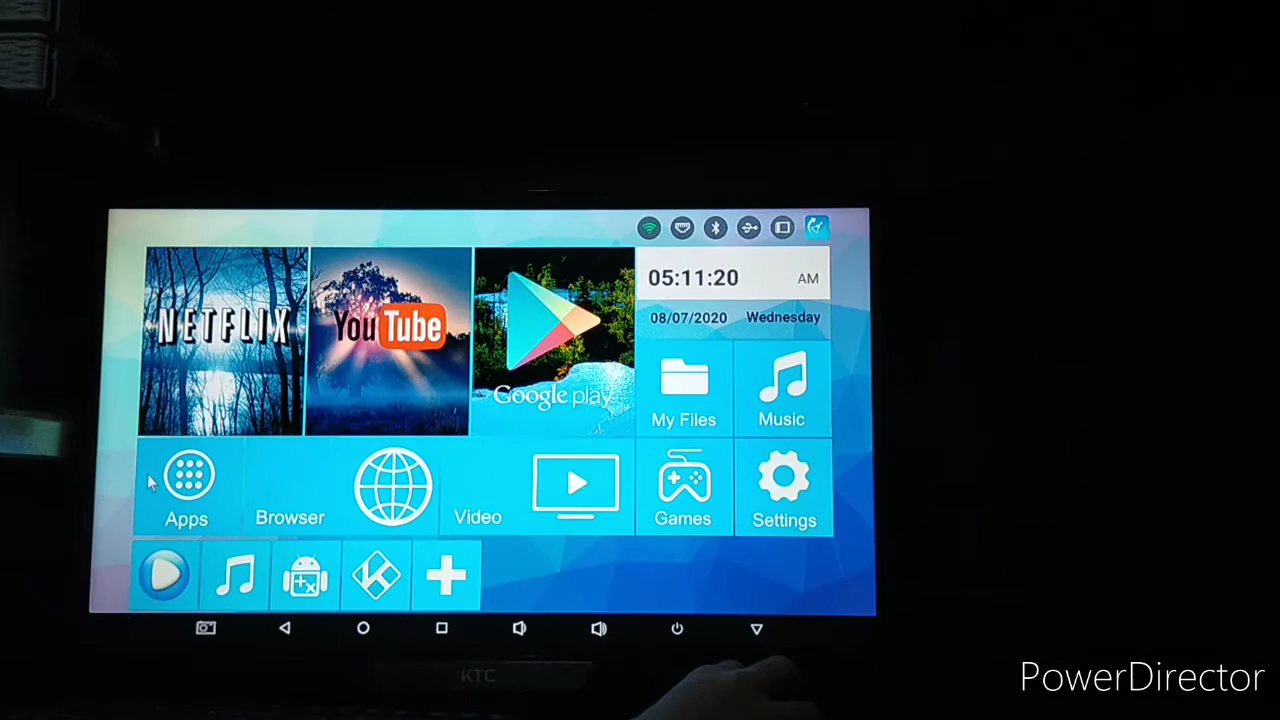 05:11:20 AM
08/07/2020 Wednesday
NETFLIX
YouTube
Google play
My Files
Music
Apps
Browser
Video
Games
Settings
KTC
PowerDirector